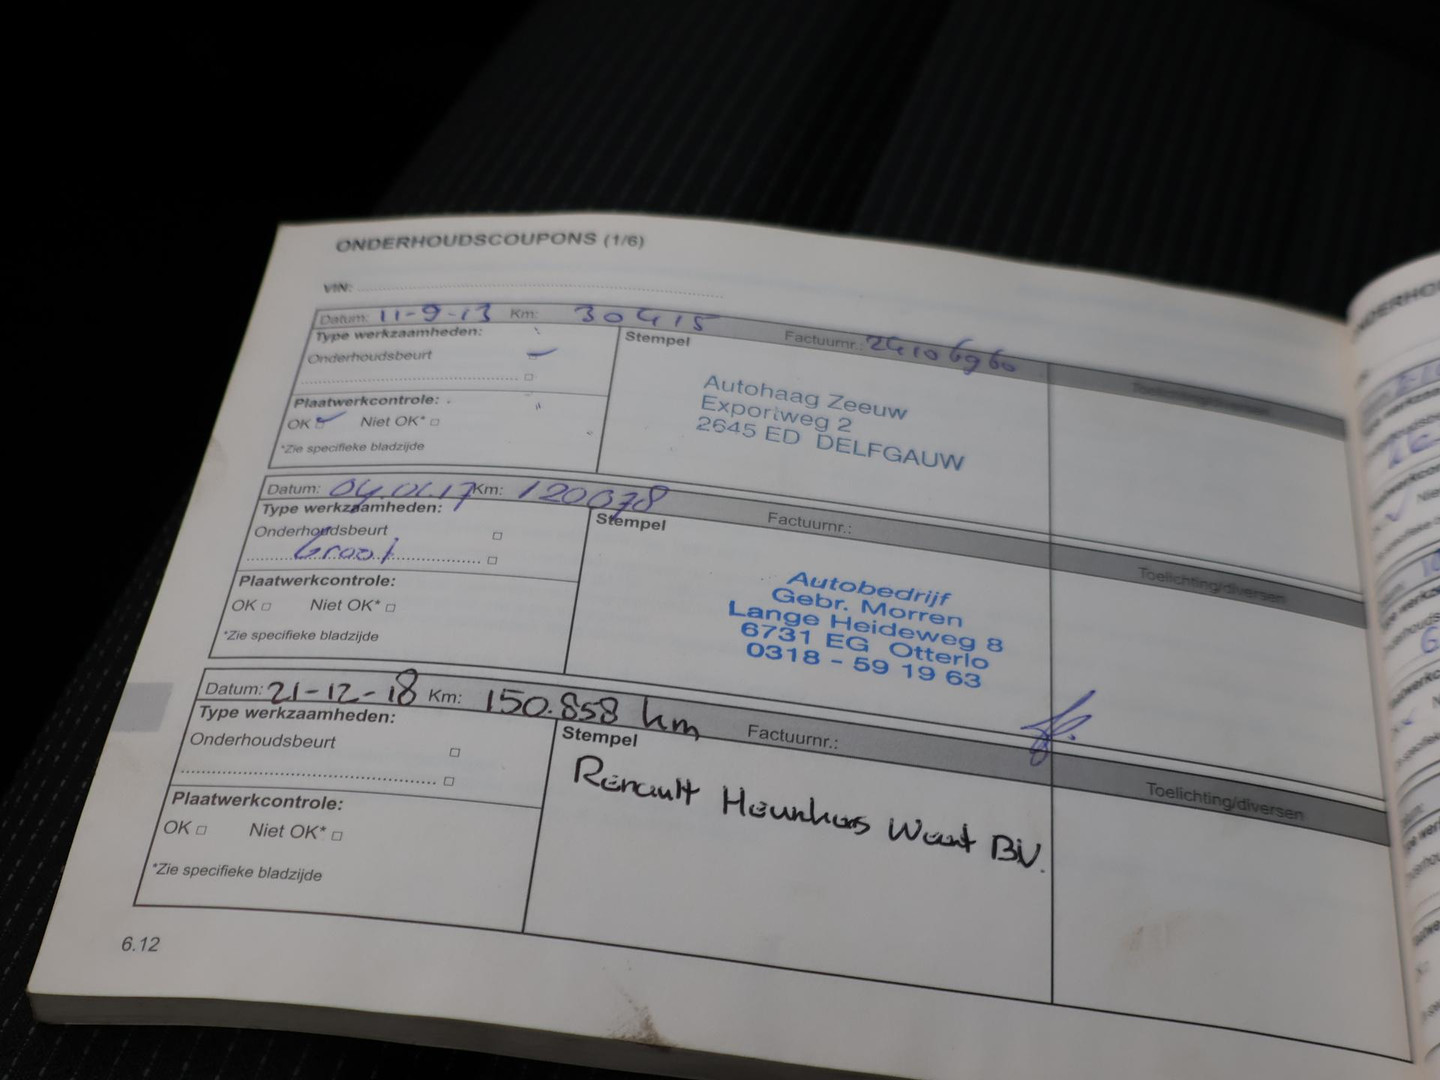 ONDERHOUDSCOUPONS (1/6)
VIN:
Datum: 11-9-13 Km: 30415 Factuurnr.: 24106960
Type werkzaamheden:
Onderhoudsbeurt
Plaatwerkcontrole:
OK Niet OK*
*Zie specifieke bladzijde
Stempel
Autohaag Zeeuw
Exportweg 2
2645 ED DELFGAUW
Datum: 04.01.17 Km: 120078 Factuurnr.:
Toelichting/diversen
Type werkzaamheden:
Onderhoudsbeurt
Groot
Plaatwerkcontrole:
OK Niet OK*
*Zie specifieke bladzijde
Stempel
Autobedrijf
Gebr. Morren
Lange Heideweg 8
6731 EG Otterlo
0318 - 59 19 63
Datum: 21-12-18 Km: 150.858 km Factuurnr.:
Toelichting/diversen
Type werkzaamheden:
Onderhoudsbeurt
Plaatwerkcontrole:
OK Niet OK*
*Zie specifieke bladzijde
Stempel
Renault BV.
6.12